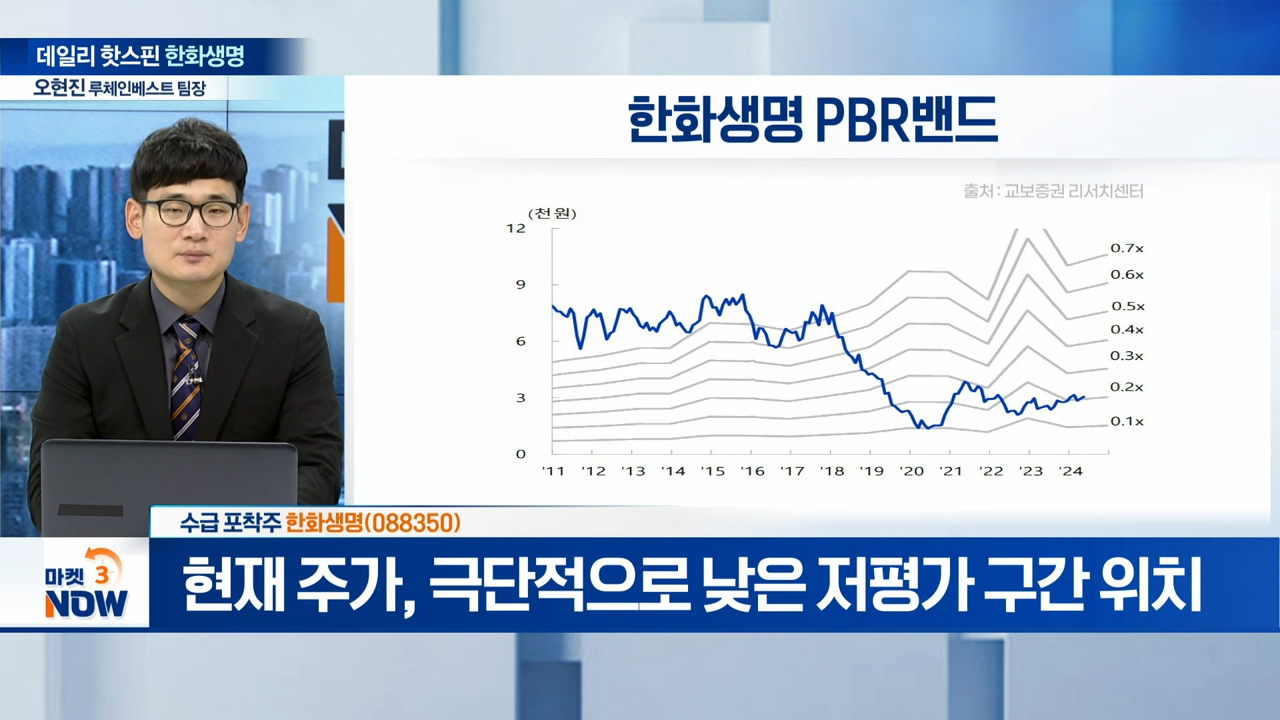 데일리 핫스핀 한화생명
오현진 루체인베스트 팀장
한화생명 PBR밴드
출처 : 교보증권 리서치센터
(천원)
12
9
6
3
0
0.7x
0.6x
0.5x
0.4x
0.3x
0.2x
0.1x
'11 '12 '13 '14 '15 '16 '17 '18 '19 '20 '21 '22 '23 '24
수급 포착주 한화생명(088350)
마켓 3
NOW
현재 주가, 극단적으로 낮은 저평가 구간 위치